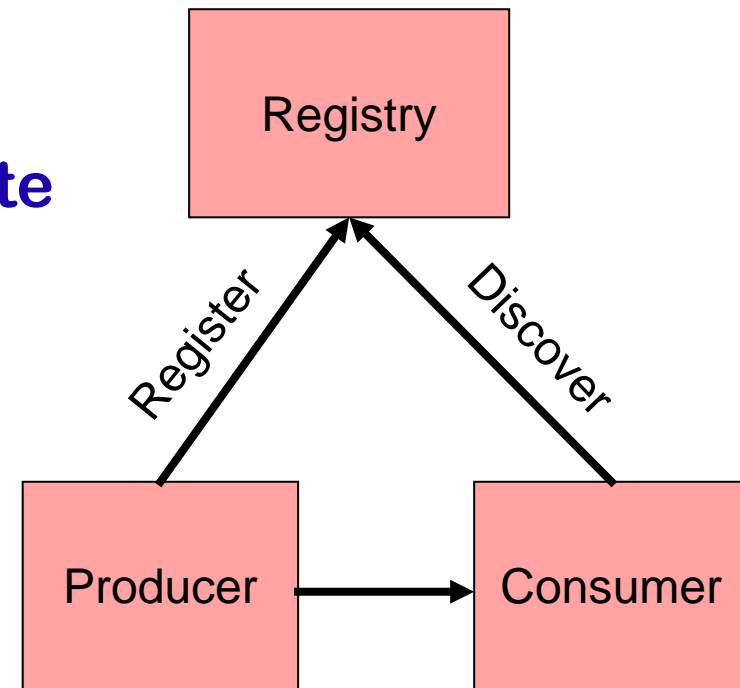 Registry
te
Register
Discover
Producer
Consumer